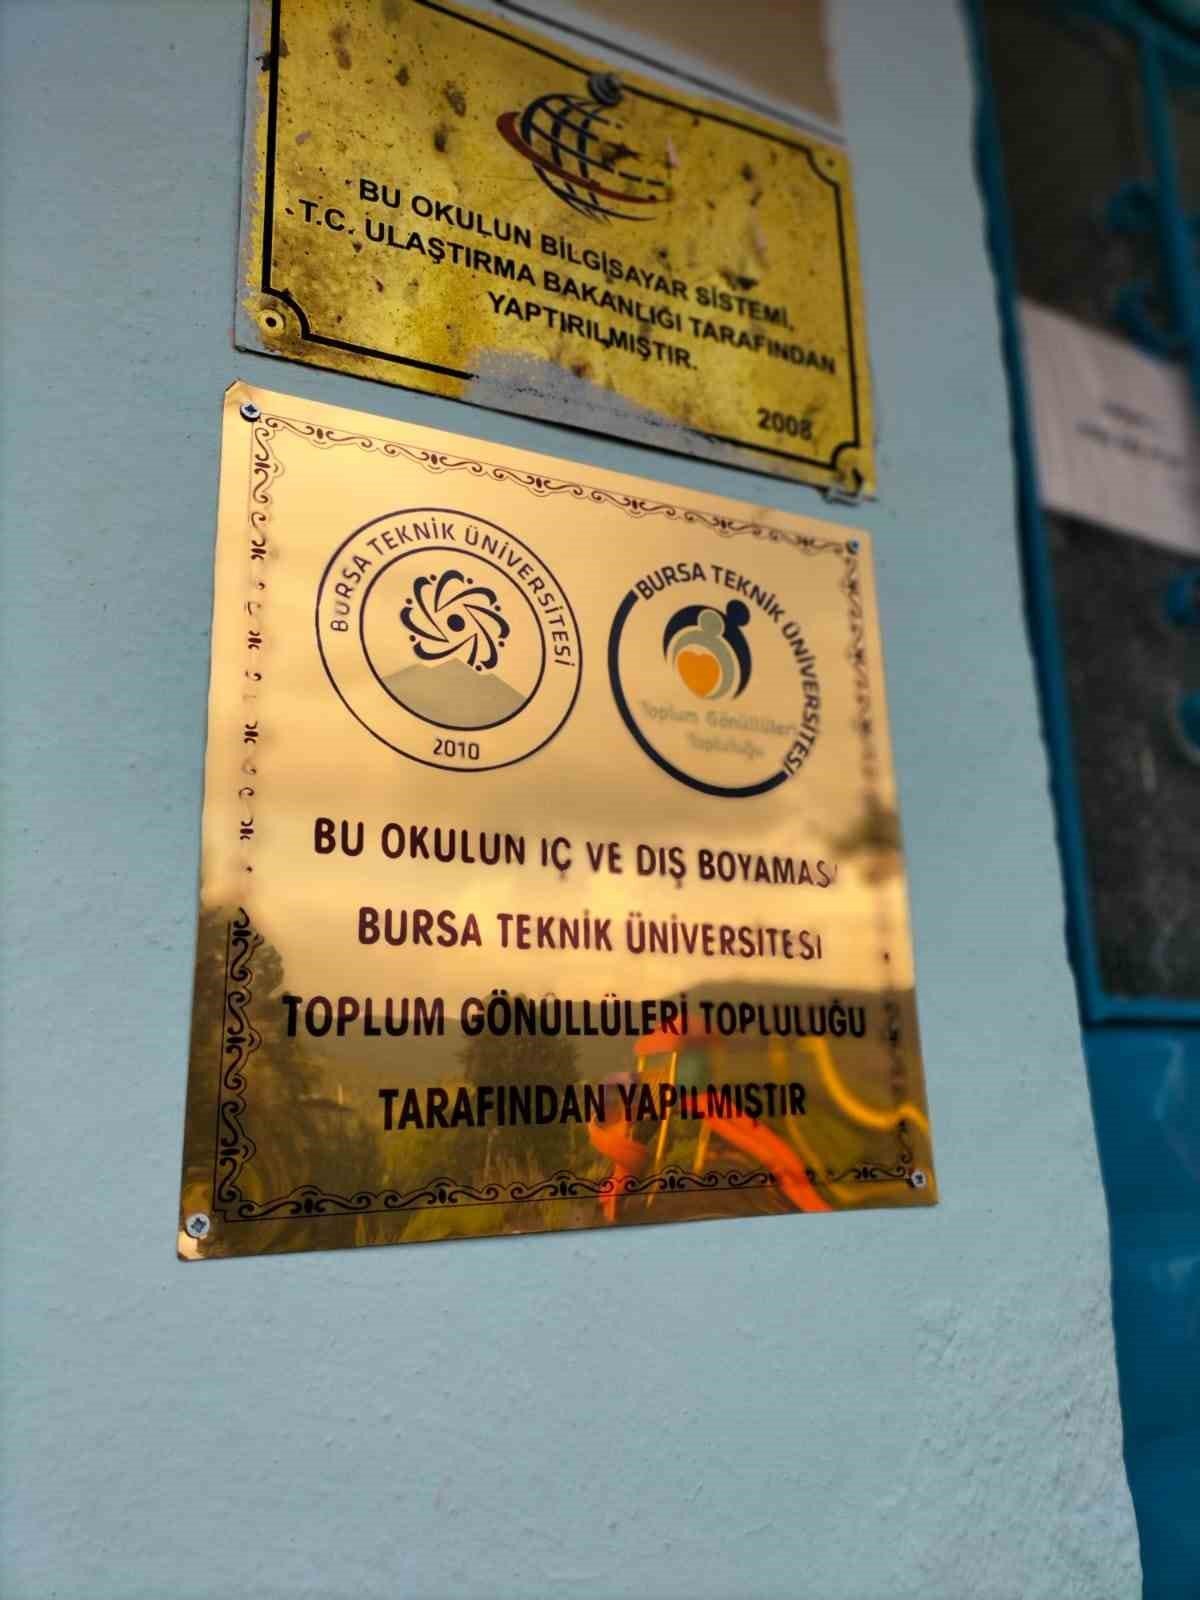 BU OKULUN BİLGİSAYAR SİSTEMİ,
T.C. ULAŞTIRMA BAKANLIĞI TARAFINDAN
YAPTIRILMIŞTIR.
2008
BURSA TEKNİK ÜNİVERSİTESİ
2010
BURSA TEKNİK ÜNİVERSİTESİ
Toplum Gönüllüleri
Topluluğu
BU OKULUN IÇ VE DIŞ BOYAMASI
BURSA TEKNİK ÜNİVERSITESI
TOPLUM GÖNÜLLÜLERİ TOPLULUĞU
TARAFINDAN YAPILMIŞTIR